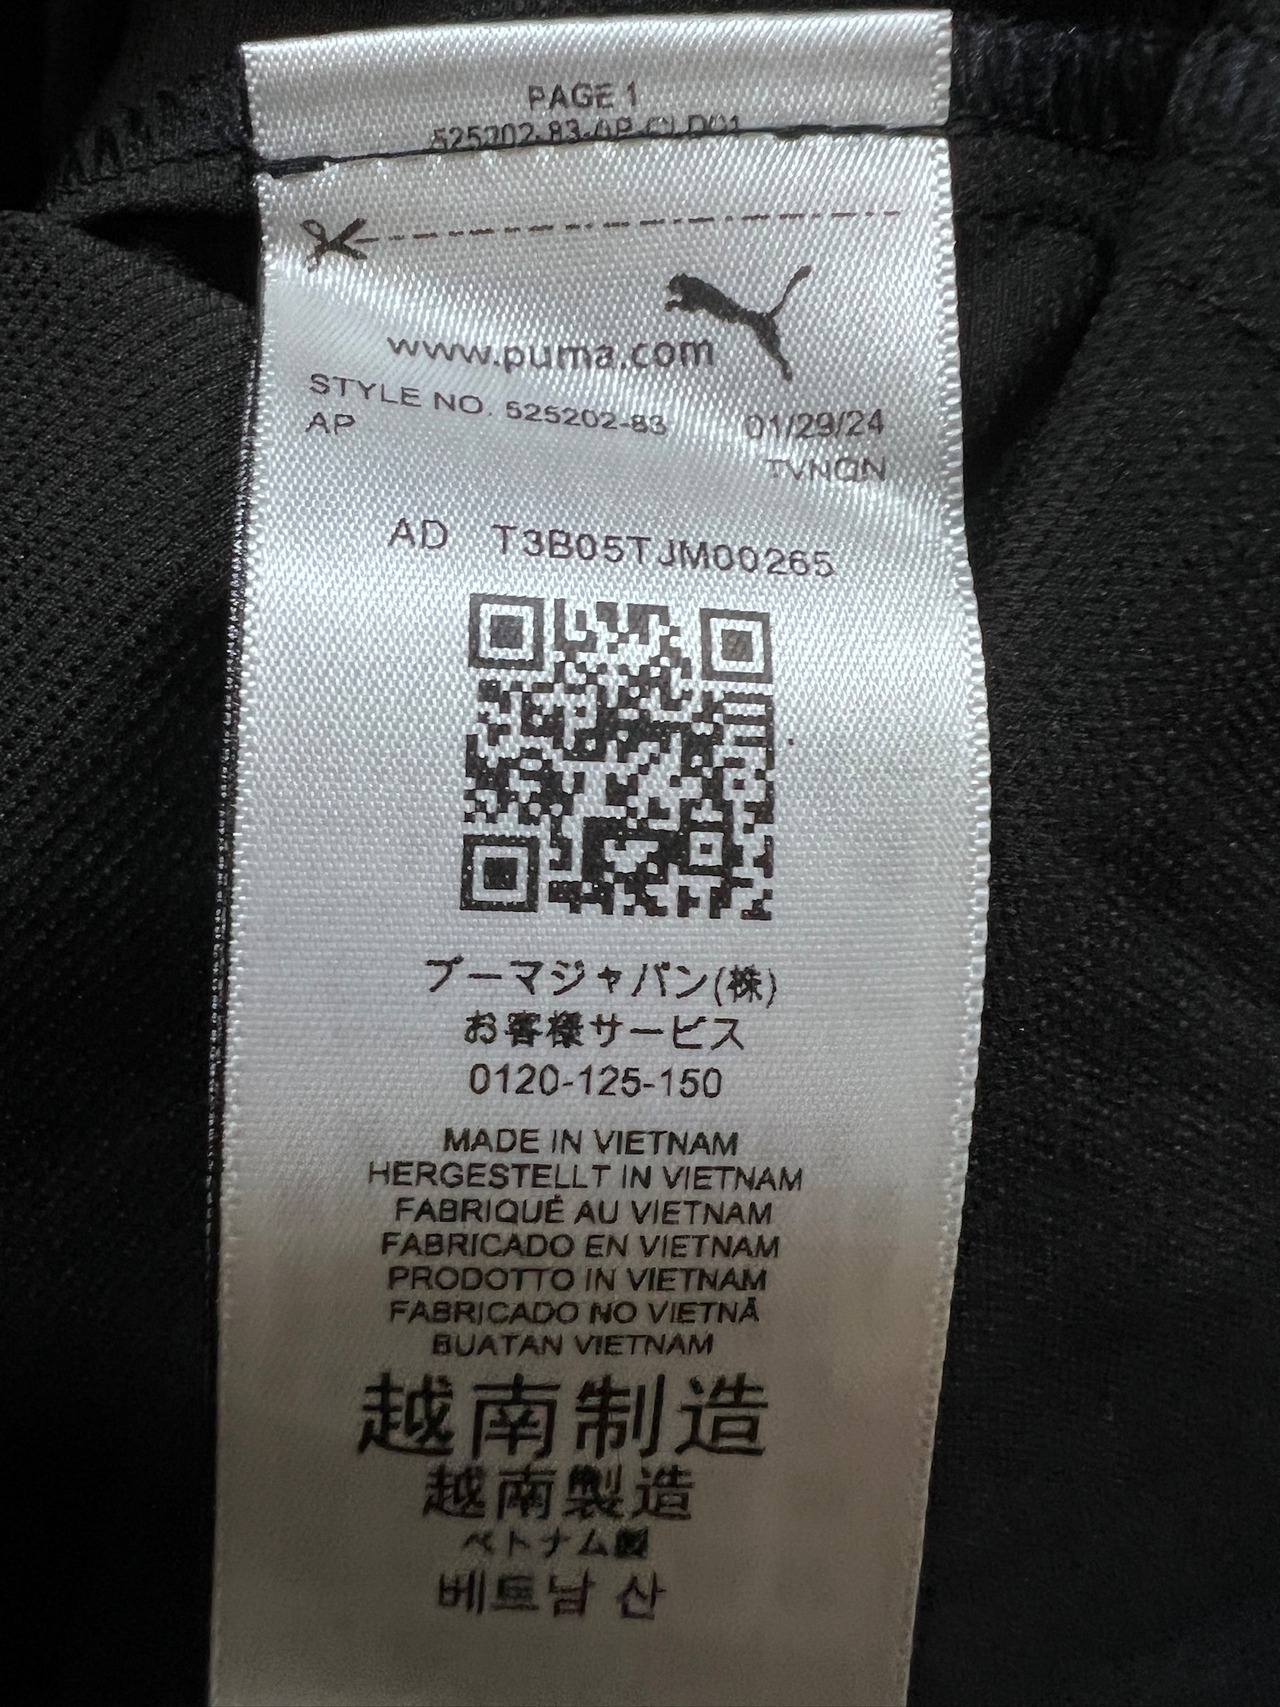 PAGE 1
525202-83-AP
www.puma.com
STYLE NO. 525202-83 01/29/24
AP TVNQN
AD T3B05TJM00265
プーマジャパン(株)
お客様サービス
0120-125-150
MADE IN VIETNAM
HERGESTELLT IN VIETNAM
FABRIQUÉ AU VIETNAM
FABRICADO EN VIETNAM
PRODOTTO IN VIETNAM
FABRICADO NO VIETNÃ
BUATAN VIETNAM
越南制造
越南製造
ベトナム製
베트남 산